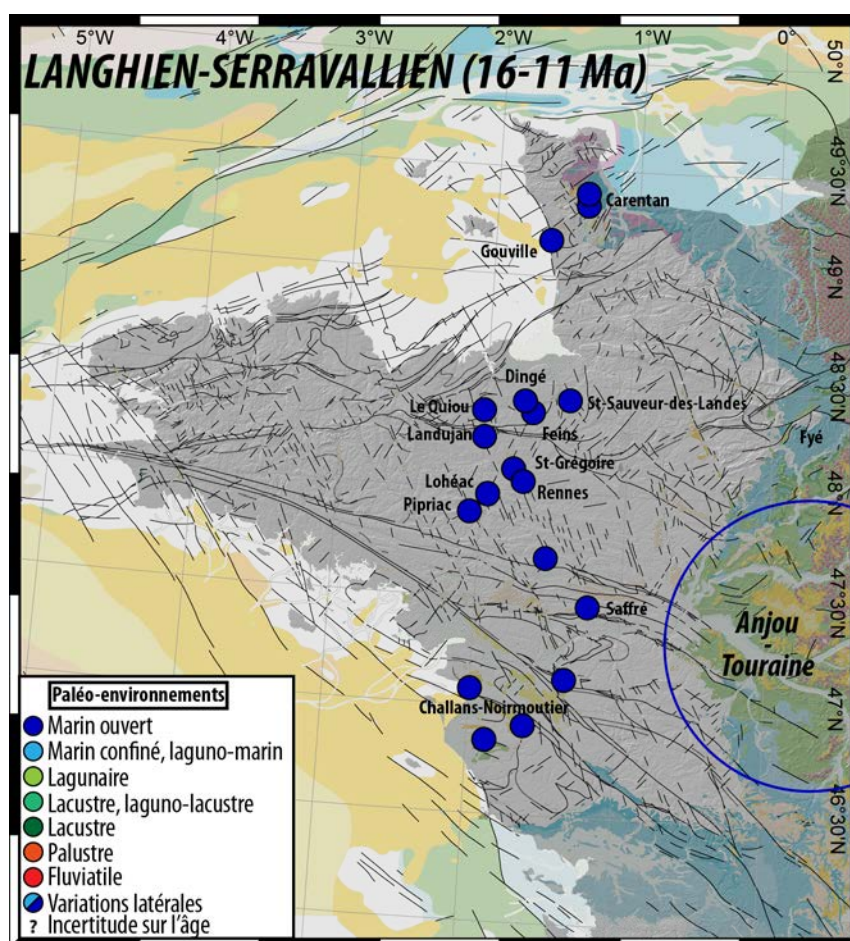 5°W 4°W 3°W 2°W 1°W 0°
LANGHIEN-SERRAVALLIEN (16-11 Ma)
50°N
49°30'N
Carentan
Gouville
49°N
48°30'N
Dingé
Le Quiou
St-Sauveur-des-Landes
Landujan
Feins
Fyé
St-Grégoire
Lohéac
Rennes
48°N
Pipriac
47°30'N
Saffré
Anjou
-
Touraine
47°N
Challans-Noirmoutier
46°30'N
Paléo-environnements
Marin ouvert
Marin confiné, laguno-marin
Lagunaire
Lacustre, laguno-lacustre
Lacustre
Palustre
Fluviatile
Variations latérales
? Incertitude sur l'âge